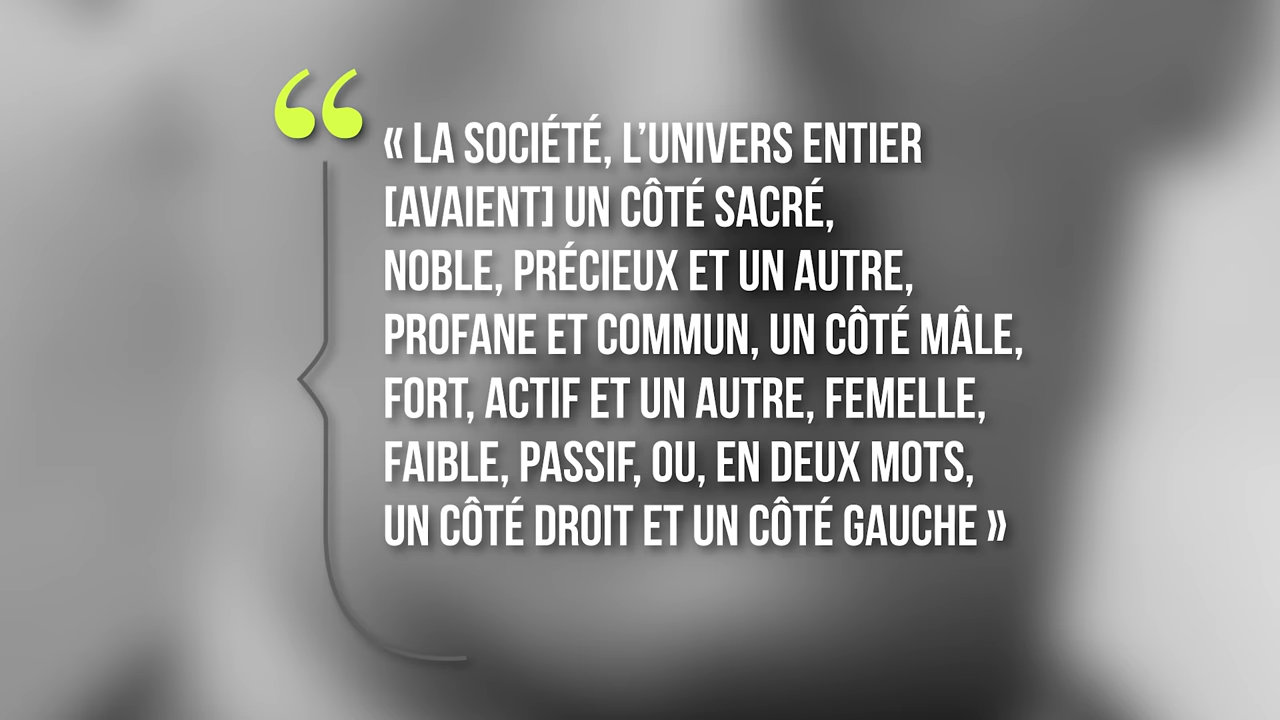 « LA SOCIÉTÉ, L’UNIVERS ENTIER
[AVAIENT] UN CÔTÉ SACRÉ,
NOBLE, PRÉCIEUX ET UN AUTRE,
PROFANE ET COMMUN, UN CÔTÉ MÂLE,
FORT, ACTIF ET UN AUTRE, FEMELLE,
FAIBLE, PASSIF, OU, EN DEUX MOTS,
UN CÔTÉ DROIT ET UN CÔTÉ GAUCHE »